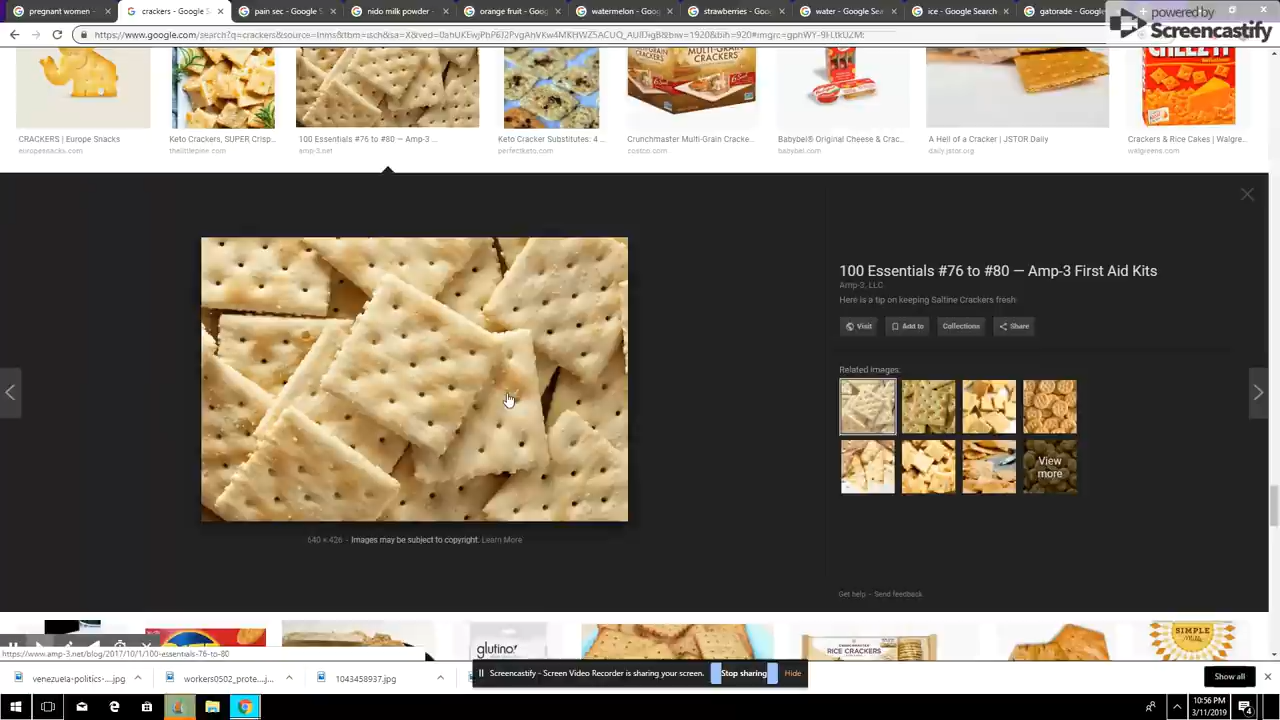 pregnant women -
crackers - Google S
pain sec - Google S
nido milk powder -
orange fruit - Goog
watermelon - Googl
strawberries - Goog
water - Google Sea
ice - Google Search
gatorade -
powered by
Screencastify
CHEEZ-IT
MULTI-GRAIN
CRACKERS
CRACKERS | Europe Snacks
Keto Crackers, SUPER Crisp...
100 Essentials #76 to #80 — Amp-3 ...
Keto Cracker Substitutes: 4 ...
Crunchmaster Multi-Grain Cracke...
Babybel® Original Cheese & Crac...
A Hell of a Cracker | JSTOR Daily
Crackers & Rice Cakes | Walgre...
europesnacks.com
thelittlepine.com
amp-3.net
perfectketo.com
costco.com
babybel.com
daily.jstor.org
walgreens.com
100 Essentials #76 to #80 — Amp-3 First Aid Kits
Amp-3, LLC.
Here is a tip on keeping Saltine Crackers fresh:
Visit
Add to
Collections
Share
Related images:
View
more
640 × 426 - Images may be subject to copyright. Learn More
Get help - Send feedback
glutino
RICE CRACKERS
SIMPLE
Mills
https://www.amp-3.net/blog/2017/10/1/100-essentials-76-to-80
venezuela-politics-....jpg
workers0502_prote....jpg
1043458937.jpg
Screencastify - Screen Video Recorder is sharing your screen.
Stop sharing
Hide
Show all
10:56 PM
3/11/2019
4